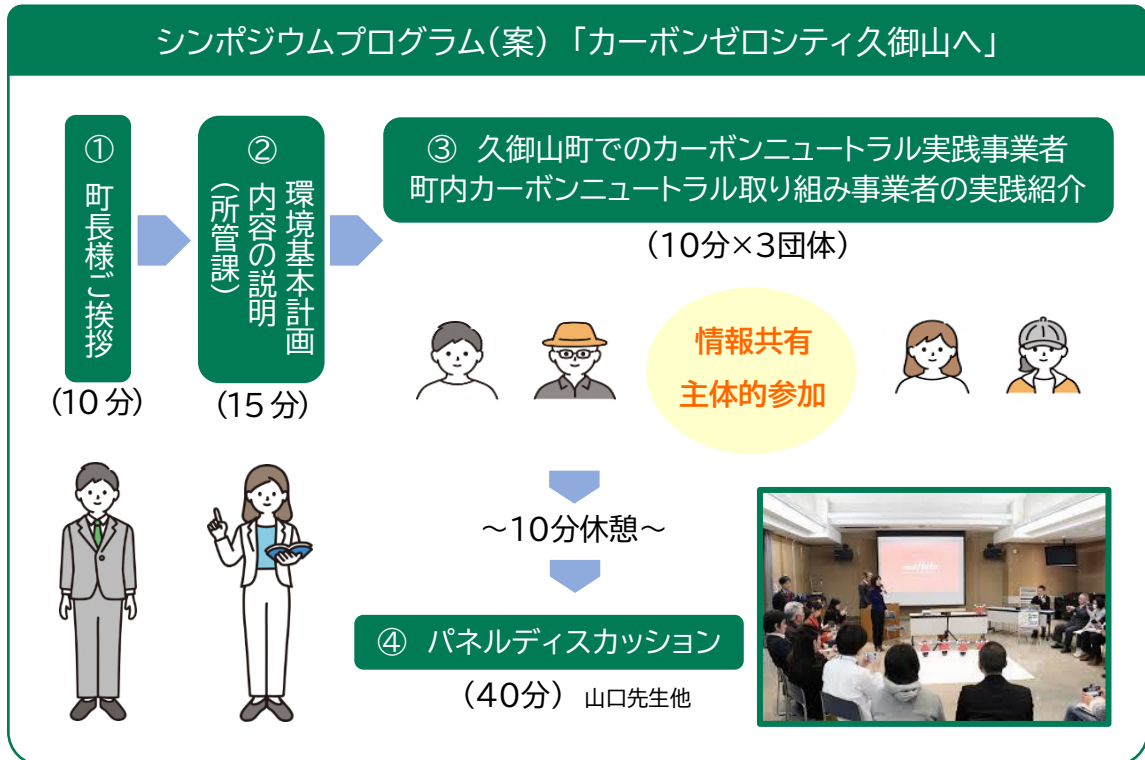 シンポジウムプログラム(案) 「カーボンゼロシティ久御山へ」
①
町長様ご挨拶
(10分)
②
環境基本計画
内容の説明
(所管課)
(15分)
③ 久御山町でのカーボンニュートラル実践事業者
町内カーボンニュートラル取り組み事業者の実践紹介
(10分×3団体)
情報共有
主体的参加
～10分休憩～
④ パネルディスカッション
(40分) 山口先生他